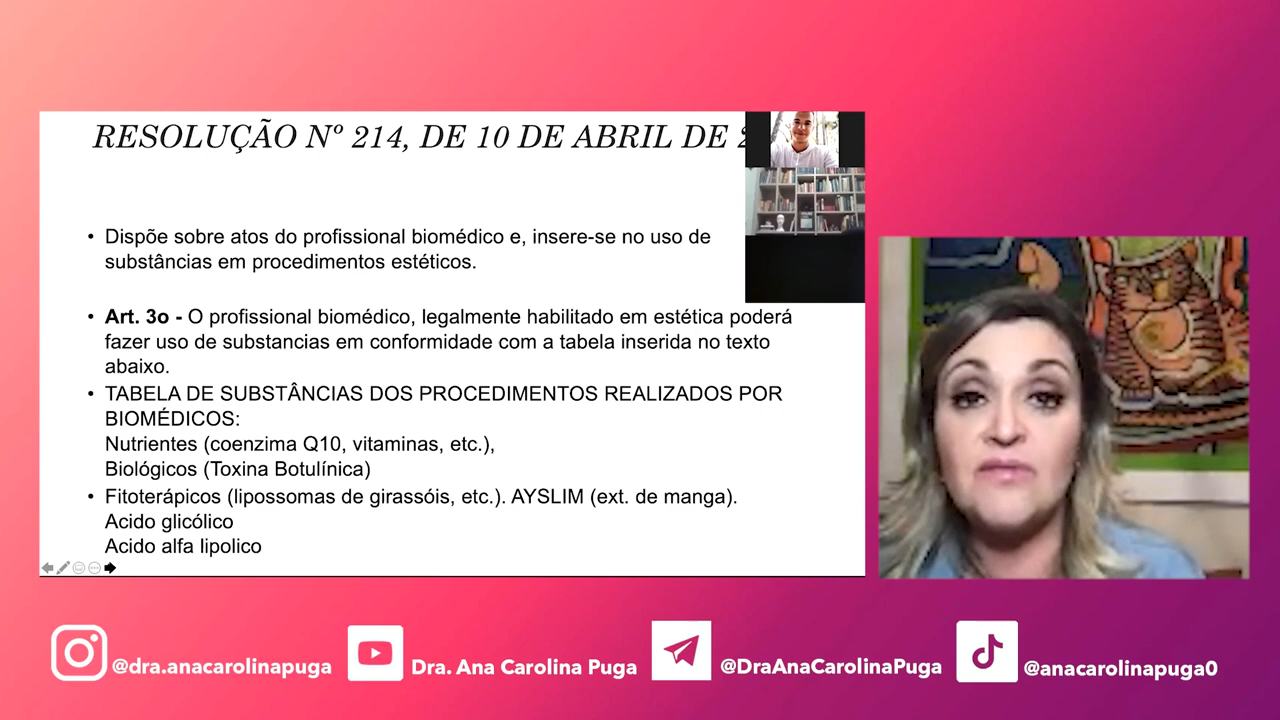 RESOLUÇÃO Nº 214, DE 10 DE ABRIL DE
• Dispõe sobre atos do profissional biomédico e, insere-se no uso de
substâncias em procedimentos estéticos.
• Art. 3o - O profissional biomédico, legalmente habilitado em estética poderá
fazer uso de substancias em conformidade com a tabela inserida no texto
abaixo.
• TABELA DE SUBSTÂNCIAS DOS PROCEDIMENTOS REALIZADOS POR
BIOMÉDICOS:
Nutrientes (coenzima Q10, vitaminas, etc.),
Biológicos (Toxina Botulínica)
• Fitoterápicos (lipossomas de girassóis, etc.). AYSLIM (ext. de manga).
Acido glicólico
Acido alfa lipolico
@dra.anacarolinapuga
Dra. Ana Carolina Puga
@DraAnaCarolinaPuga
@anacarolinapuga0